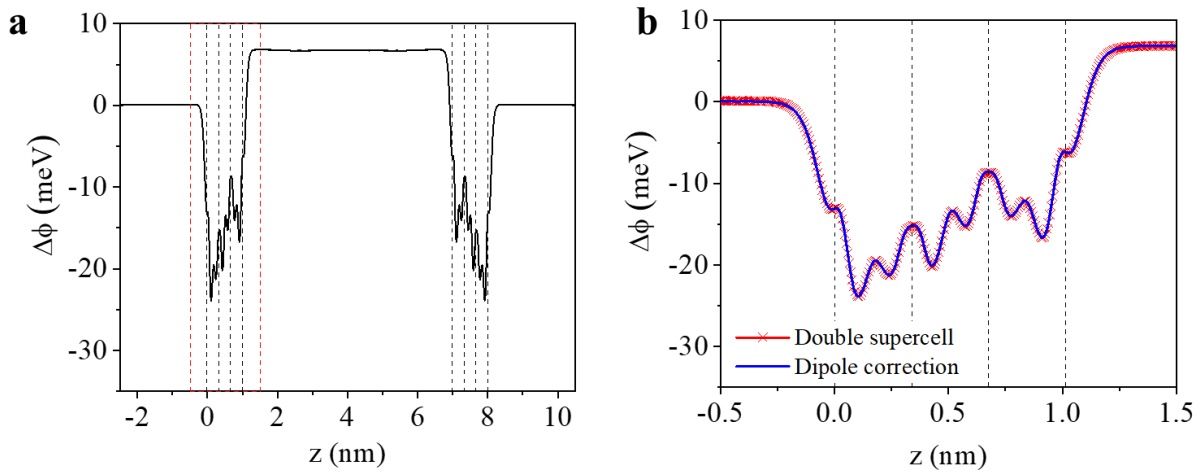 a
10
0
-10
-20
-30
Δϕ (meV)
-2 0 2 4 6 8 10
z (nm)
b
10
0
-10
-20
-30
Δϕ (meV)
Double supercell
Dipole correction
-0.5 0.0 0.5 1.0 1.5
z (nm)